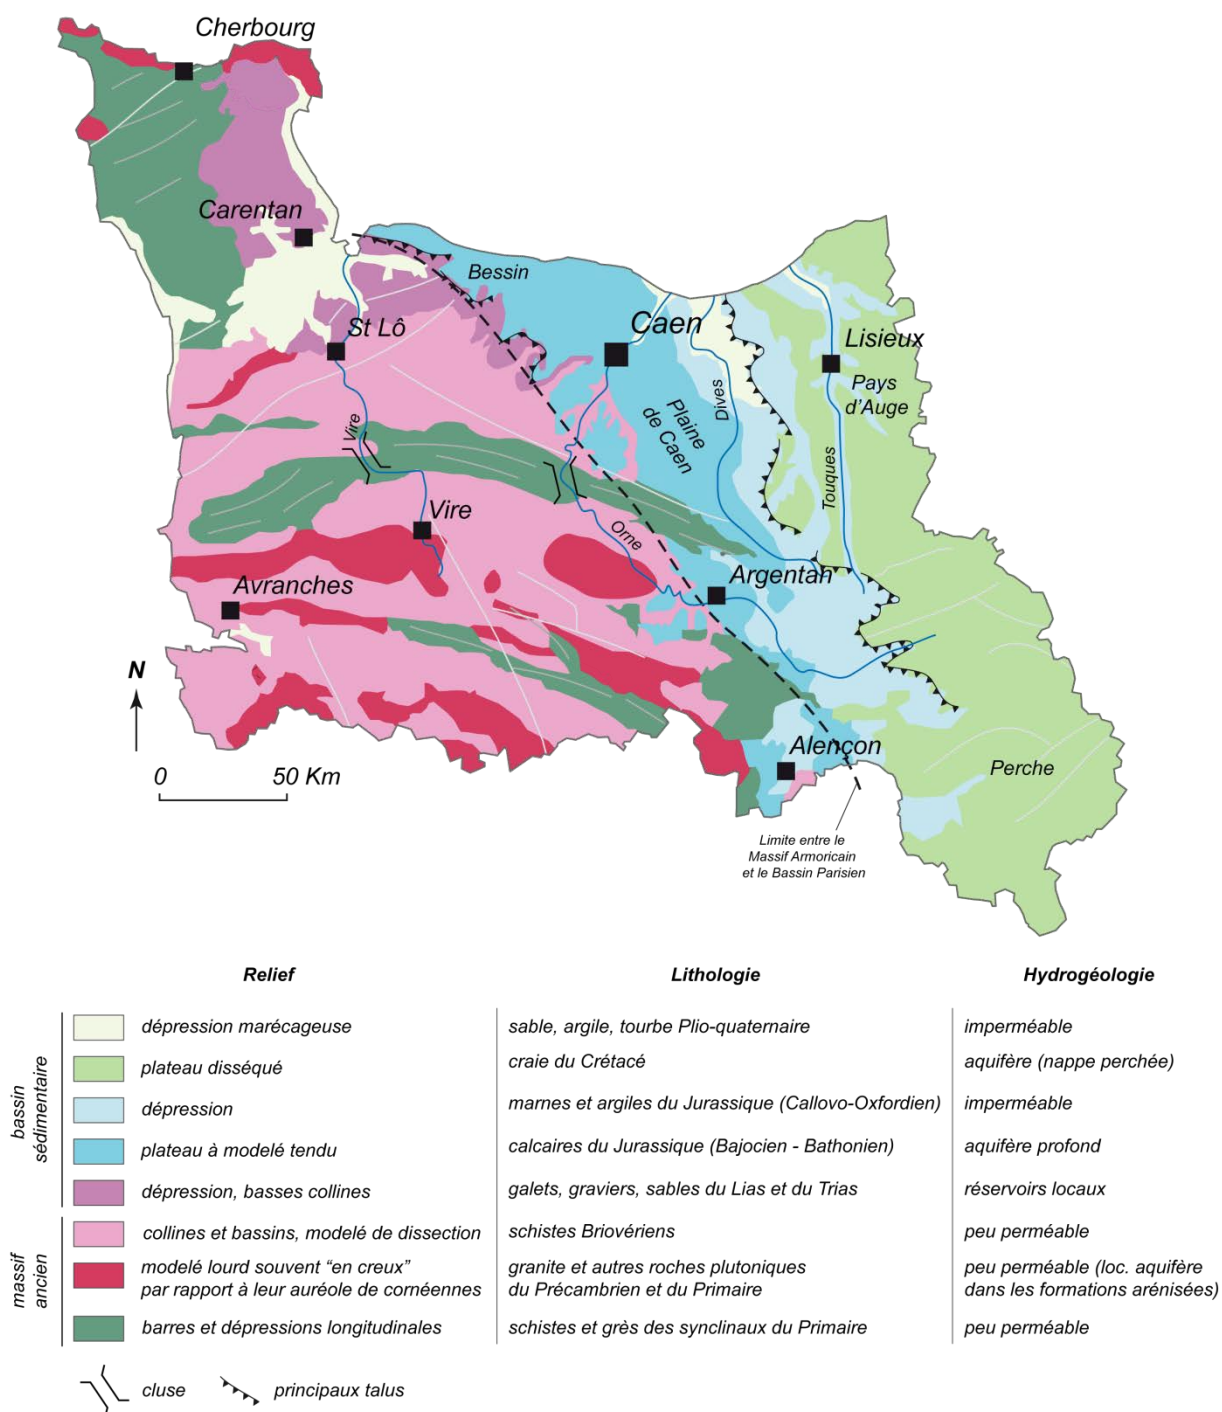 Cherbourg
Carentan
Bessin
St Lô
Caen
Lisieux
Pays
d'Auge
Dives
Plaine
de Caen
Vire
Touques
Vire
Orne
Argentan
Avranches
N
0 50 Km
Alençon
Perche
Limite entre le
Massif Armoricain
et le Bassin Parisien
Relief Lithologie Hydrogéologie
bassin
sédimentaire
dépression marécageuse sable, argile, tourbe Plio-quaternaire imperméable
plateau disséqué craie du Crétacé aquifère (nappe perchée)
dépression marnes et argiles du Jurassique (Callovo-Oxfordien) imperméable
plateau à modelé tendu calcaires du Jurassique (Bajocien - Bathonien) aquifère profond
dépression, basses collines galets, graviers, sables du Lias et du Trias réservoirs locaux
massif
ancien
collines et bassins, modelé de dissection schistes Briovériens peu perméable
modelé lourd souvent "en creux" granite et autres roches plutoniques peu perméable (loc. aquifère
par rapport à leur auréole de cornéennes du Précambrien et du Primaire dans les formations arénisées)
barres et dépressions longitudinales schistes et grès des synclinaux du Primaire peu perméable
cluse principaux talus